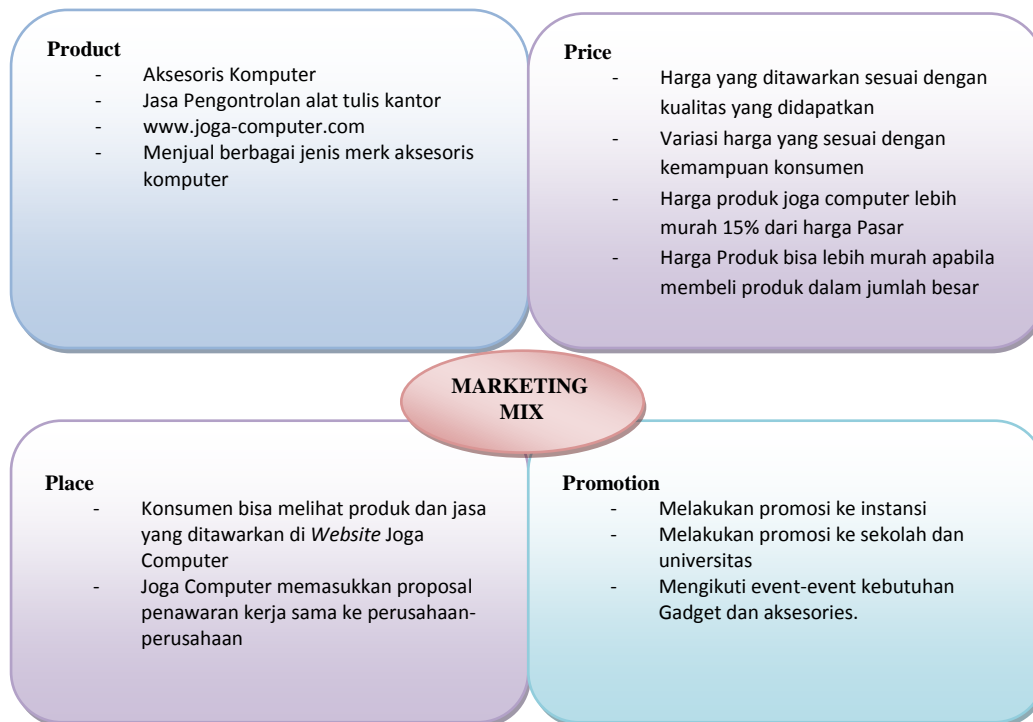 Product
- Aksesoris Komputer
- Jasa Pengontrolan alat tulis kantor
- www.joga-computer.com
- Menjual berbagai jenis merk aksesoris
komputer
Price
- Harga yang ditawarkan sesuai dengan
kualitas yang didapatkan
- Variasi harga yang sesuai dengan
kemampuan konsumen
- Harga produk joga computer lebih
murah 15% dari harga Pasar
- Harga Produk bisa lebih murah apabila
membeli produk dalam jumlah besar
MARKETING
MIX
Place
- Konsumen bisa melihat produk dan jasa
yang ditawarkan di Website Joga
Computer
- Joga Computer memasukkan proposal
penawaran kerja sama ke perusahaan-
perusahaan
Promotion
- Melakukan promosi ke instansi
- Melakukan promosi ke sekolah dan
universitas
- Mengikuti event-event kebutuhan
Gadget dan aksesories.